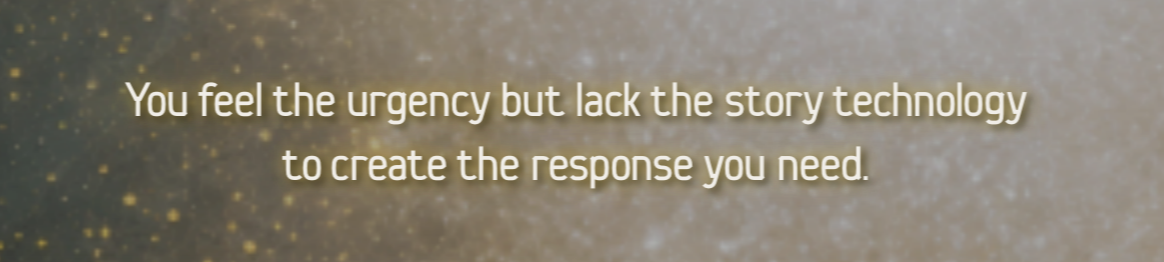 You feel the urgency but lack the story technology
to create the response you need.